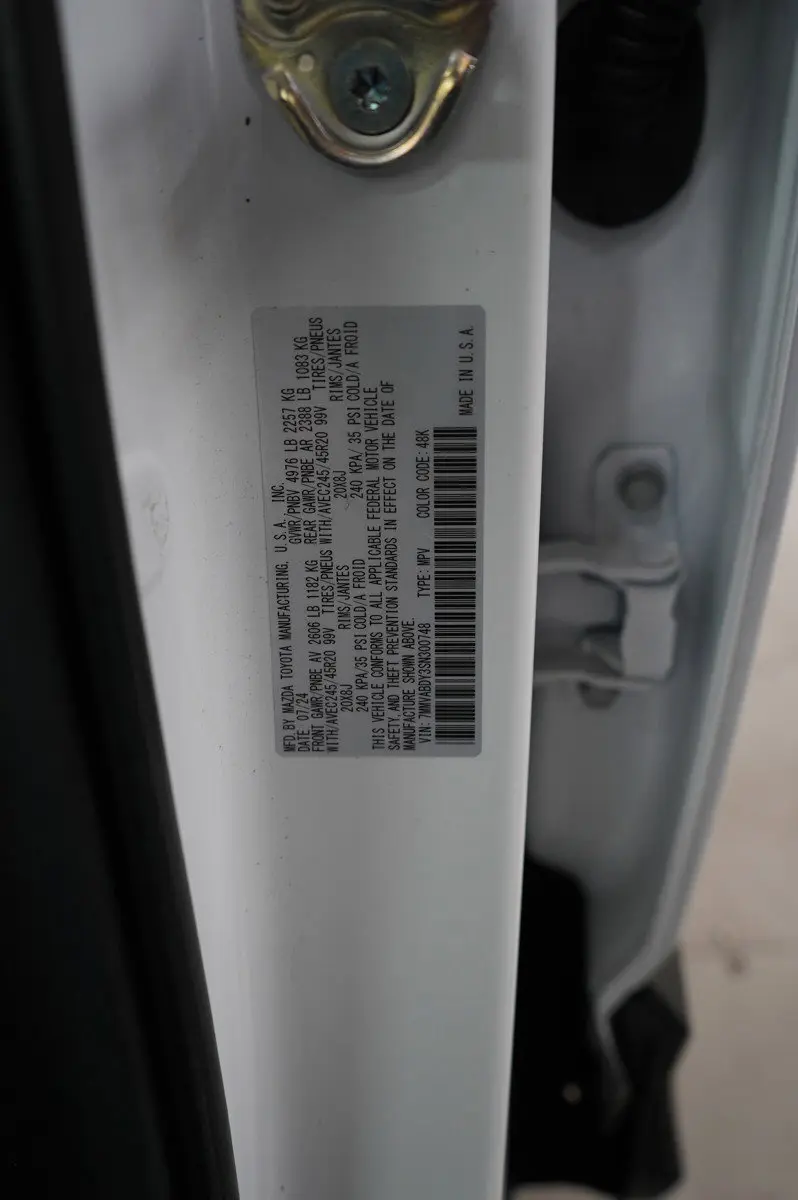 MFD. BY MAZDA TOYOTA MANUFACTURING, U.S.A., INC.
DATE: 07/24 GVWR/PNBV 4976 LB 2257 KG
FRONT GAWR/PNBE AV 2606 LB 1182 KG REAR GAWR/PNBE AR 2388 LB 1083 KG
WITH/AVEC245/45R20 99V TIRES/PNEUS WITH/AVEC245/45R20 99V TIRES/PNEUS
20X8J RIMS/JANTES 20X8J RIMS/JANTES
240 KPA/35 PSI COLD/A FROID 240 KPA/ 35 PSI COLD/A FROID
THIS VEHICLE CONFORMS TO ALL APPLICABLE FEDERAL MOTOR VEHICLE
SAFETY, AND THEFT PREVENTION STANDARDS IN EFFECT ON THE DATE OF
MANUFACTURE SHOWN ABOVE.
VIN: 7MMVABDY3SN300748 TYPE: MPV COLOR CODE: 48K
MADE IN U.S.A.